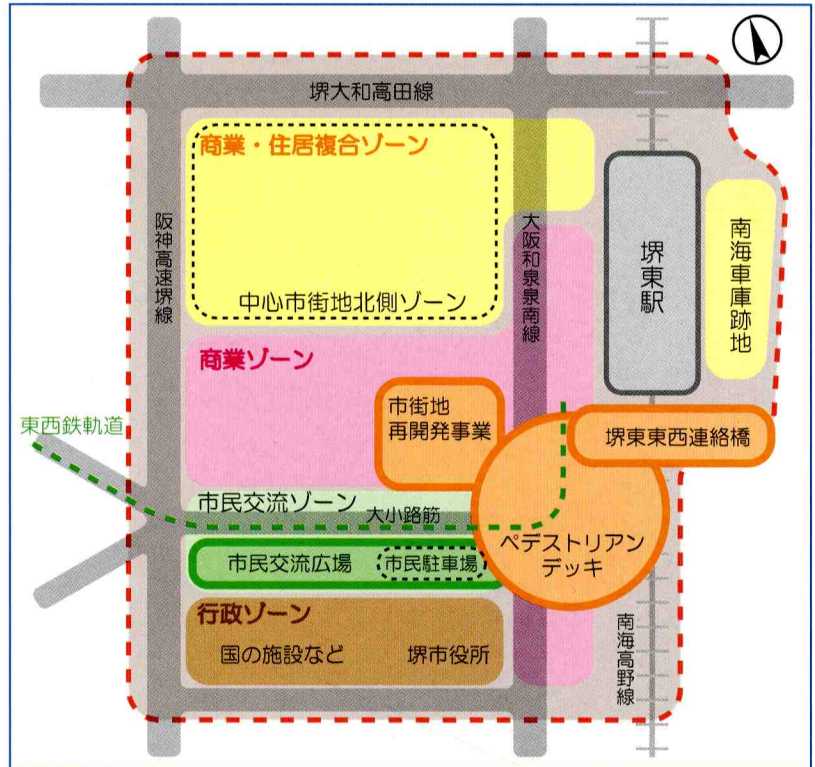 堺大和高田線
商業・住居複合ゾーン
阪神高速堺線
大阪和泉泉南線
堺東駅
南海車庫跡地
中心市街地北側ゾーン
商業ゾーン
市街地
再開発事業
東西鉄軌道
堺東東西連絡橋
市民交流ゾーン
大小路筋
ペデストリアン
デッキ
市民交流広場
市民駐車場
行政ゾーン
国の施設など
堺市役所
南海高野線